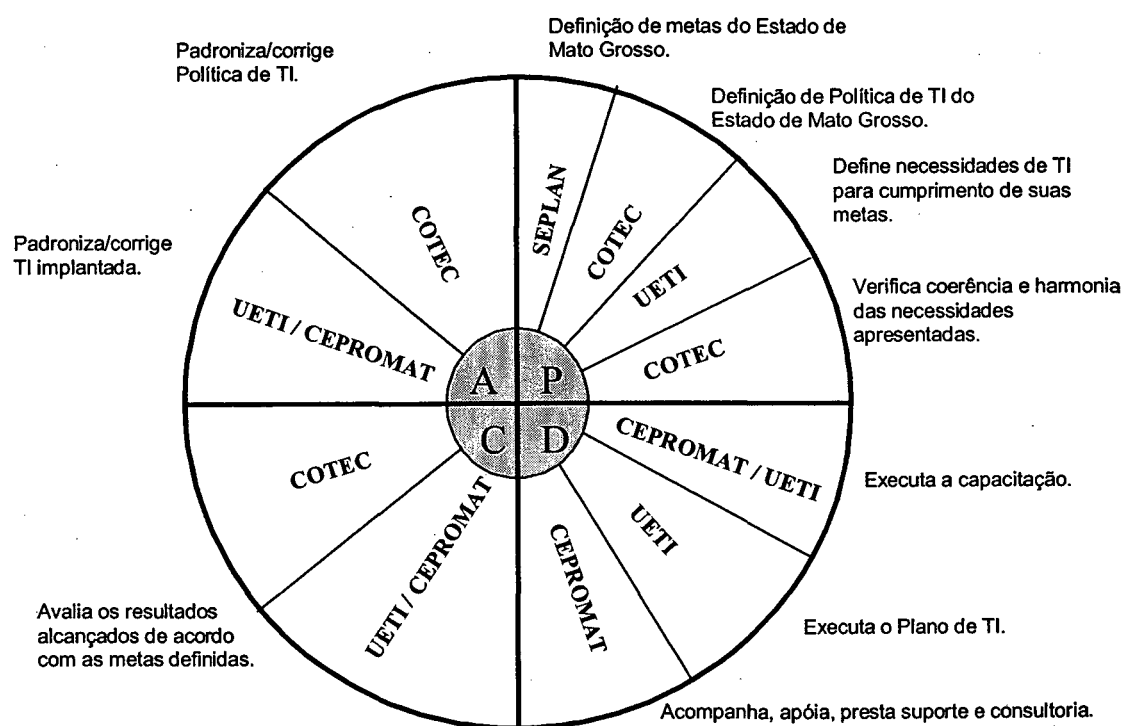 Definição de metas do Estado de
Mato Grosso.
Padroniza/corrige
Política de TI.
Definição de Política de TI do
Estado de Mato Grosso.
Define necessidades de TI
para cumprimento de suas
metas.
Padroniza/corrige
TI implantada.
Verifica coerência e harmonia
das necessidades
apresentadas.
SEPLAN
COTEC
UETI
COTEC
COTEC
UETI / CEPROMAT
A P
C D
COTEC
UETI / CEPROMAT
CEPROMAT / UETI
UETI
CEPROMAT
Executa a capacitação.
Avalia os resultados
alcançados de acordo
com as metas definidas.
Executa o Plano de TI.
Acompanha, apóia, presta suporte e consultoria.